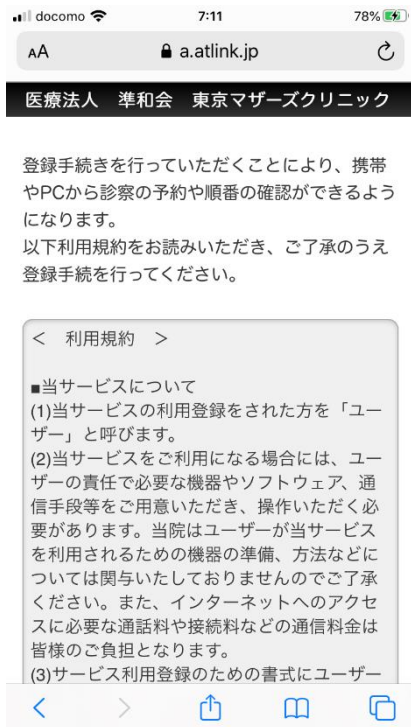 docomo 7:11 78%
AA a.atlink.jp
医療法人 準和会 東京マザーズクリニック
登録手続きを行っていただくことにより、携帯
やPCから診察の予約や順番の確認ができるよう
になります。
以下利用規約をお読みいただき、ご了承のうえ
登録手続を行ってください。
＜ 利用規約 ＞
■当サービスについて
(1)当サービスの利用登録をされた方を「ユー
ザー」と呼びます。
(2)当サービスをご利用になる場合には、ユー
ザーの責任で必要な機器やソフトウェア、通
信手段等をご用意いただき、操作いただく必
要があります。当院はユーザーが当サービス
を利用されるための機器の準備、方法などに
ついては関与いたしておりませんのでご了承
ください。また、インターネットへのアクセ
スに必要な通話料や接続料などの通信料金は
皆様のご負担となります。
(3)サービス利用登録のための書式にユーザー